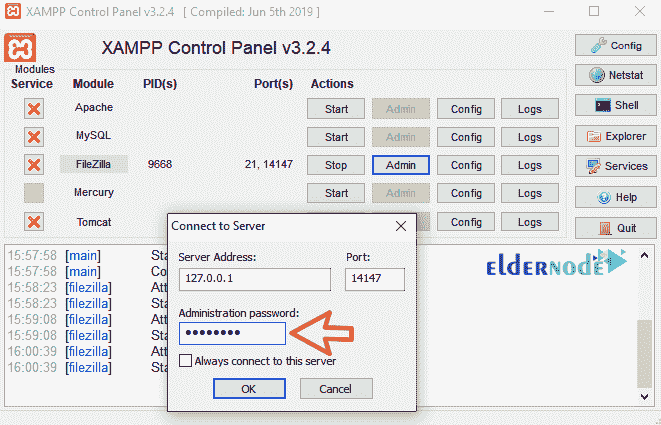 XAMPP Control Panel v3.2.4 [ Compiled: Jun 5th 2019 ]
XAMPP Control Panel v3.2.4
Config
Modules
Service Module PID(s) Port(s) Actions
Netstat
Apache Start Admin Config Logs
Shell
MySQL Start Admin Config Logs
Explorer
FileZilla 9668 21, 14147 Stop Admin Config Logs
Services
Mercury Start Admin Config Logs
Help
Tomcat Config Logs
Quit
Connect to Server
Server Address: Port:
127.0.0.1 14147
Administration password:
••••••••
Always connect to this server
OK Cancel
15:57:58 [main] Sta
15:57:58 [main] Co
15:58:23 [filezilla] Att
15:58:23 [filezilla] Sta
15:59:08 [filezilla] Att
15:59:08 [filezilla] Sta
16:00:39 [filezilla] Att
16:00:39 [filezilla] Sta
ELDERNODE
eldernode.com